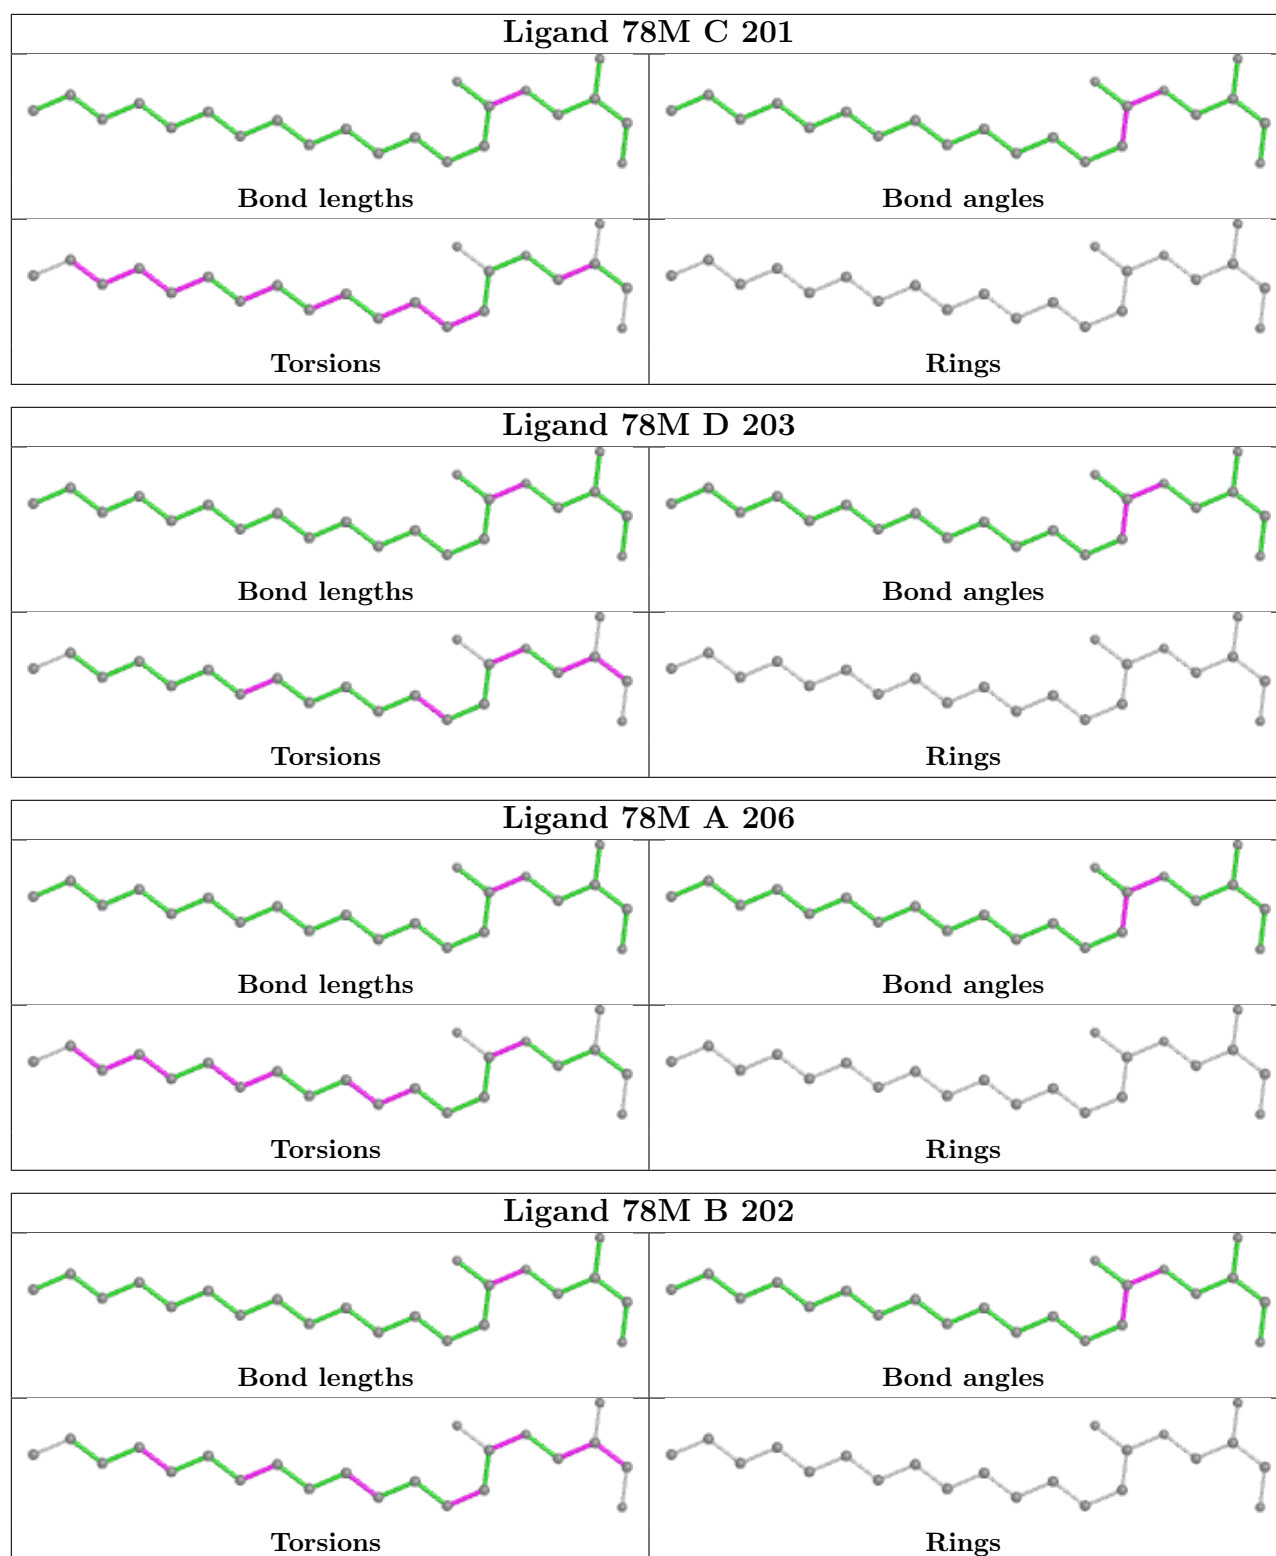 Ligand 78M C 201
Bond lengths
Bond angles
Torsions
Rings
Ligand 78M D 203
Bond lengths
Bond angles
Torsions
Rings
Ligand 78M A 206
Bond lengths
Bond angles
Torsions
Rings
Ligand 78M B 202
Bond lengths
Bond angles
Torsions
Rings